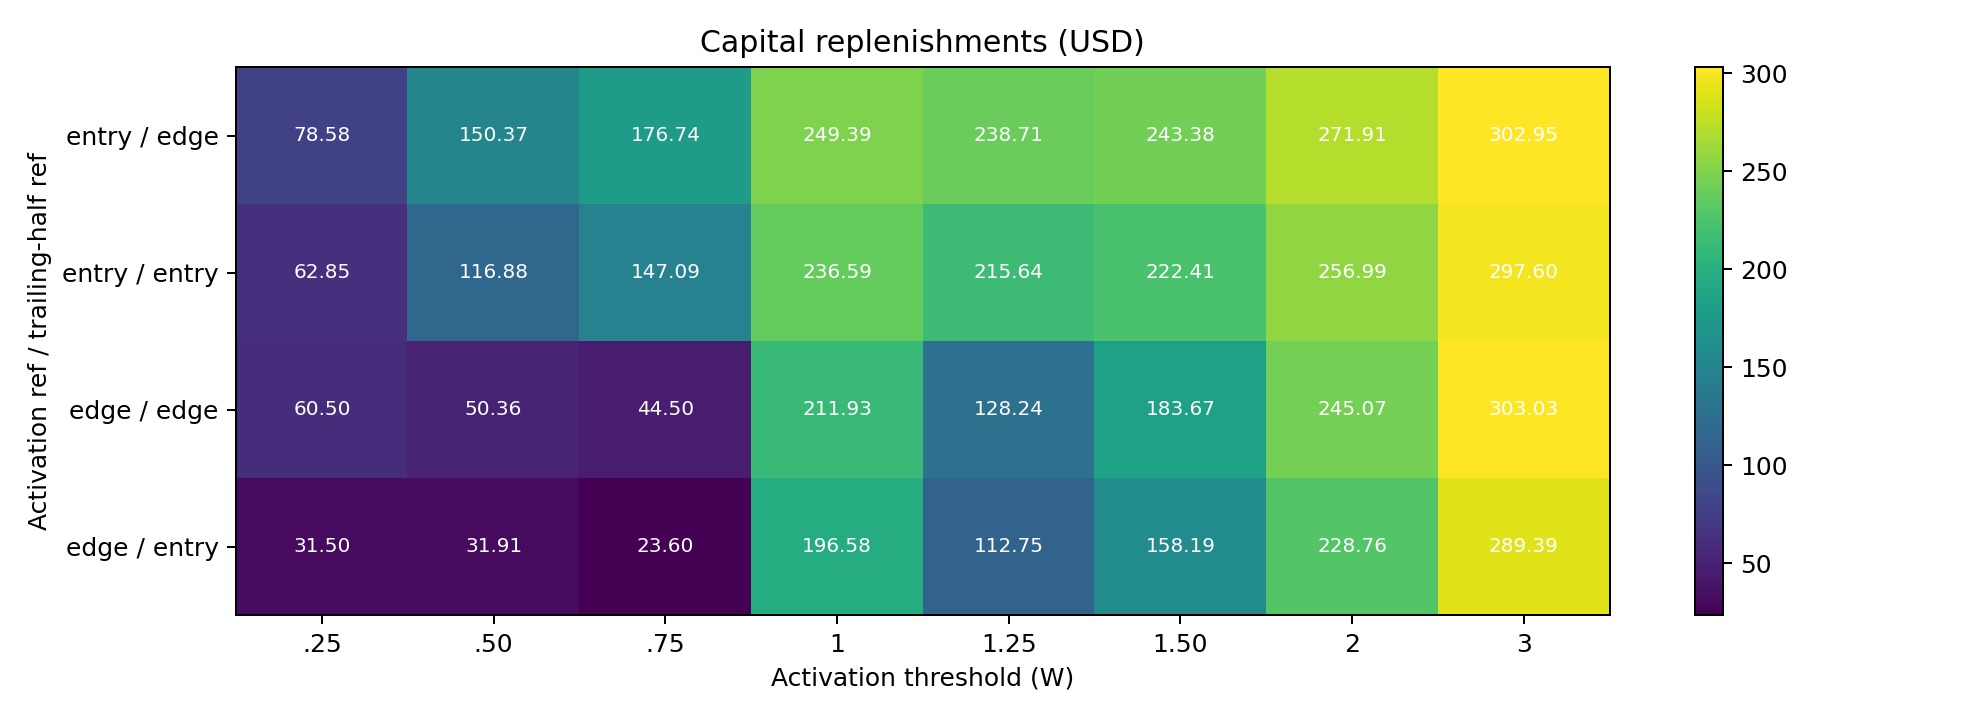 Capital replenishments (USD)
Activation ref / trailing-half ref
entry / edge 78.58 150.37 176.74 249.39 238.71 243.38 271.91 302.95
entry / entry 62.85 116.88 147.09 236.59 215.64 222.41 256.99 297.60
edge / edge 60.50 50.36 44.50 211.93 128.24 183.67 245.07 303.03
edge / entry 31.50 31.91 23.60 196.58 112.75 158.19 228.76 289.39
.25 .50 .75 1 1.25 1.50 2 3
Activation threshold (W)
300
250
200
150
100
50